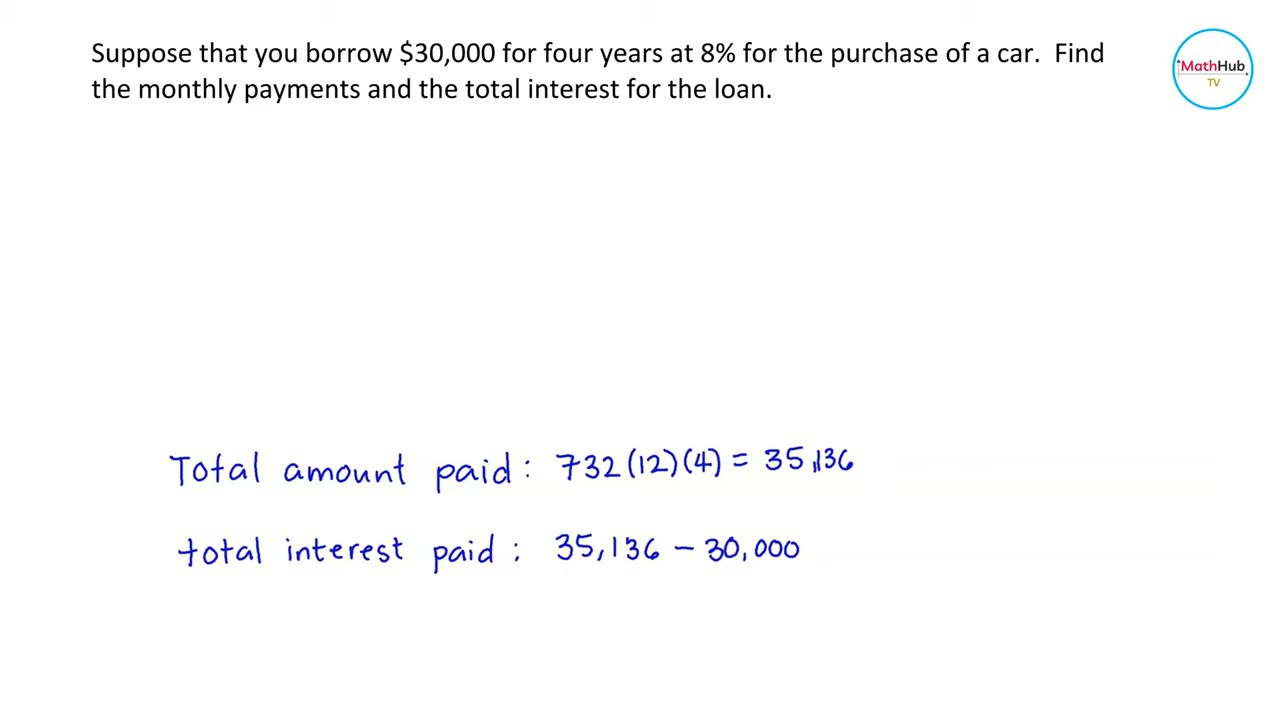 Suppose that you borrow $30,000 for four years at 8% for the purchase of a car. Find
the monthly payments and the total interest for the loan.
MathHub
TV
Total amount paid: 732(12)(4) = 35,136
total interest paid: 35,136 - 30,000